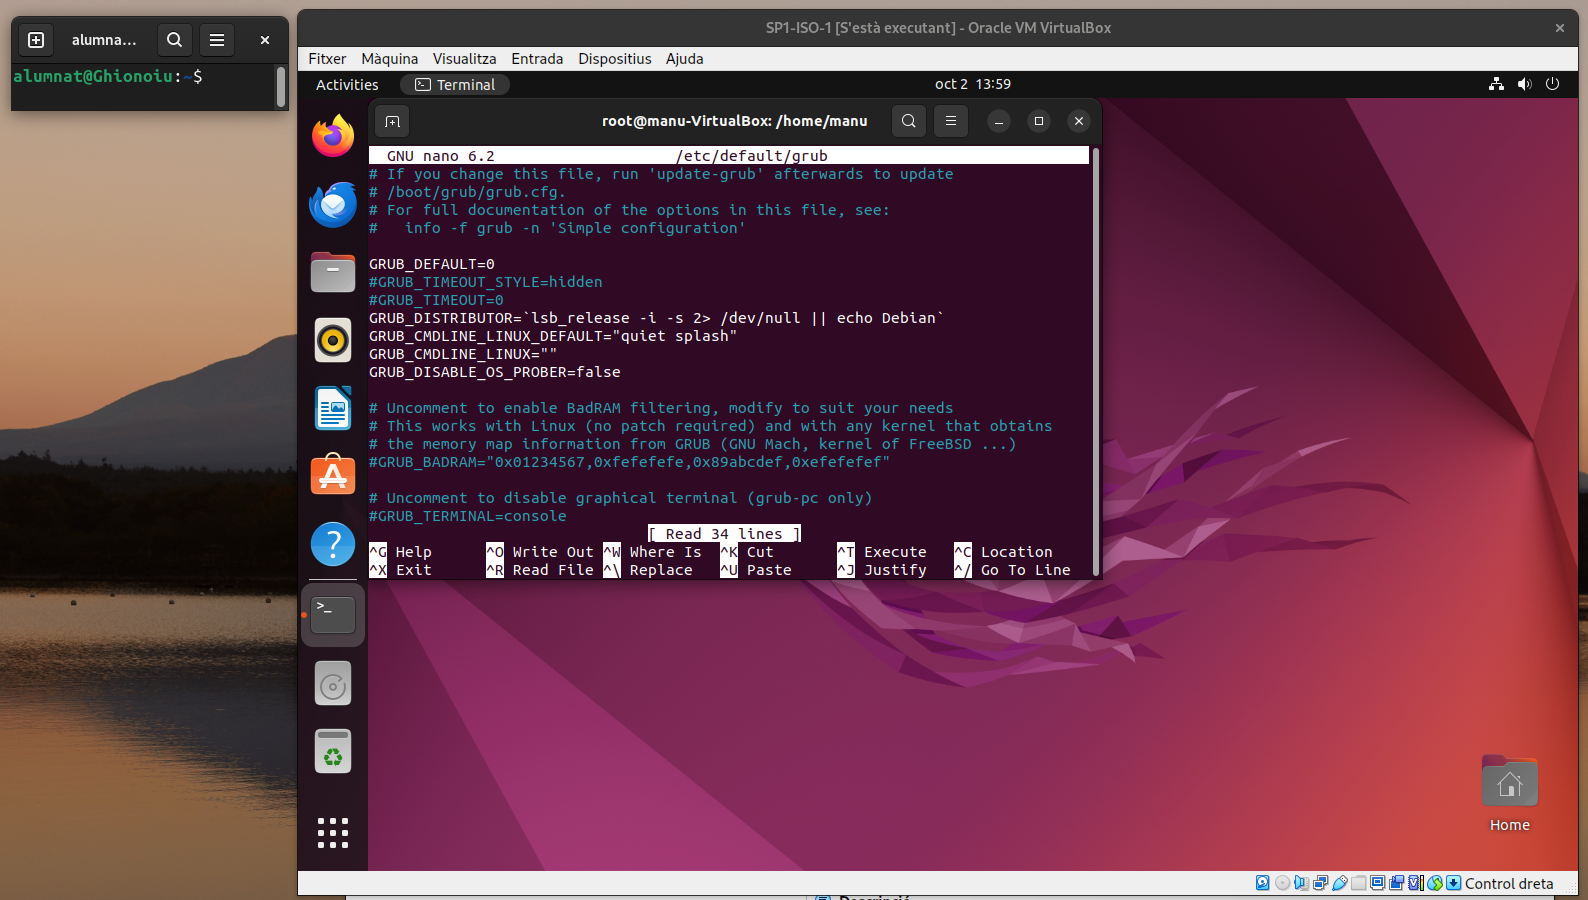 alumna...
alumnat@Ghionoiu:~$
SP1-ISO-1 [S'està executant] - Oracle VM VirtualBox
Fitxer Màquina Visualitza Entrada Dispositius Ajuda
Activities Terminal oct 2 13:59
root@manu-VirtualBox: /home/manu
GNU nano 6.2 /etc/default/grub
# If you change this file, run 'update-grub' afterwards to update
# /boot/grub/grub.cfg.
# For full documentation of the options in this file, see:
#   info -f grub -n 'Simple configuration'
GRUB_DEFAULT=0
#GRUB_TIMEOUT_STYLE=hidden
#GRUB_TIMEOUT=0
GRUB_DISTRIBUTOR=`lsb_release -i -s 2> /dev/null || echo Debian`
GRUB_CMDLINE_LINUX_DEFAULT="quiet splash"
GRUB_CMDLINE_LINUX=""
GRUB_DISABLE_OS_PROBER=false
# Uncomment to enable BadRAM filtering, modify to suit your needs
# This works with Linux (no patch required) and with any kernel that obtains
# the memory map information from GRUB (GNU Mach, kernel of FreeBSD ...)
#GRUB_BADRAM="0x01234567,0xfefefefe,0x89abcdef,0xefefefef"
# Uncomment to disable graphical terminal (grub-pc only)
#GRUB_TERMINAL=console
[ Read 34 lines ]
^G Help ^O Write Out ^W Where Is ^K Cut ^T Execute ^C Location
^X Exit ^R Read File ^\ Replace ^U Paste ^J Justify ^/ Go To Line
Home
Control dreta
Descripció